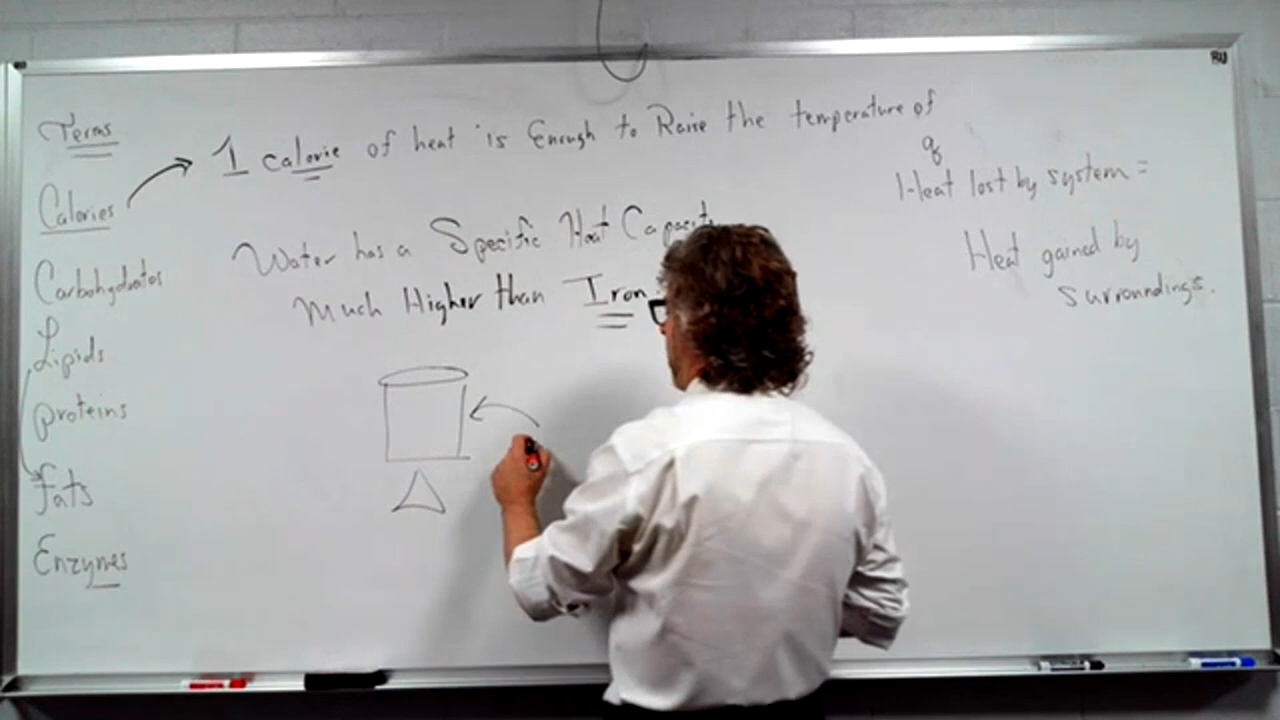 Terms
Calories
Carbohydrates
Lipids
proteins
fats
Enzymes
1 calorie of heat is Enough to Raise the temperature of
Water has a Specific Heat Capacity
Much Higher than Iron.
q
Heat lost by system =
Heat gained by
surroundings.